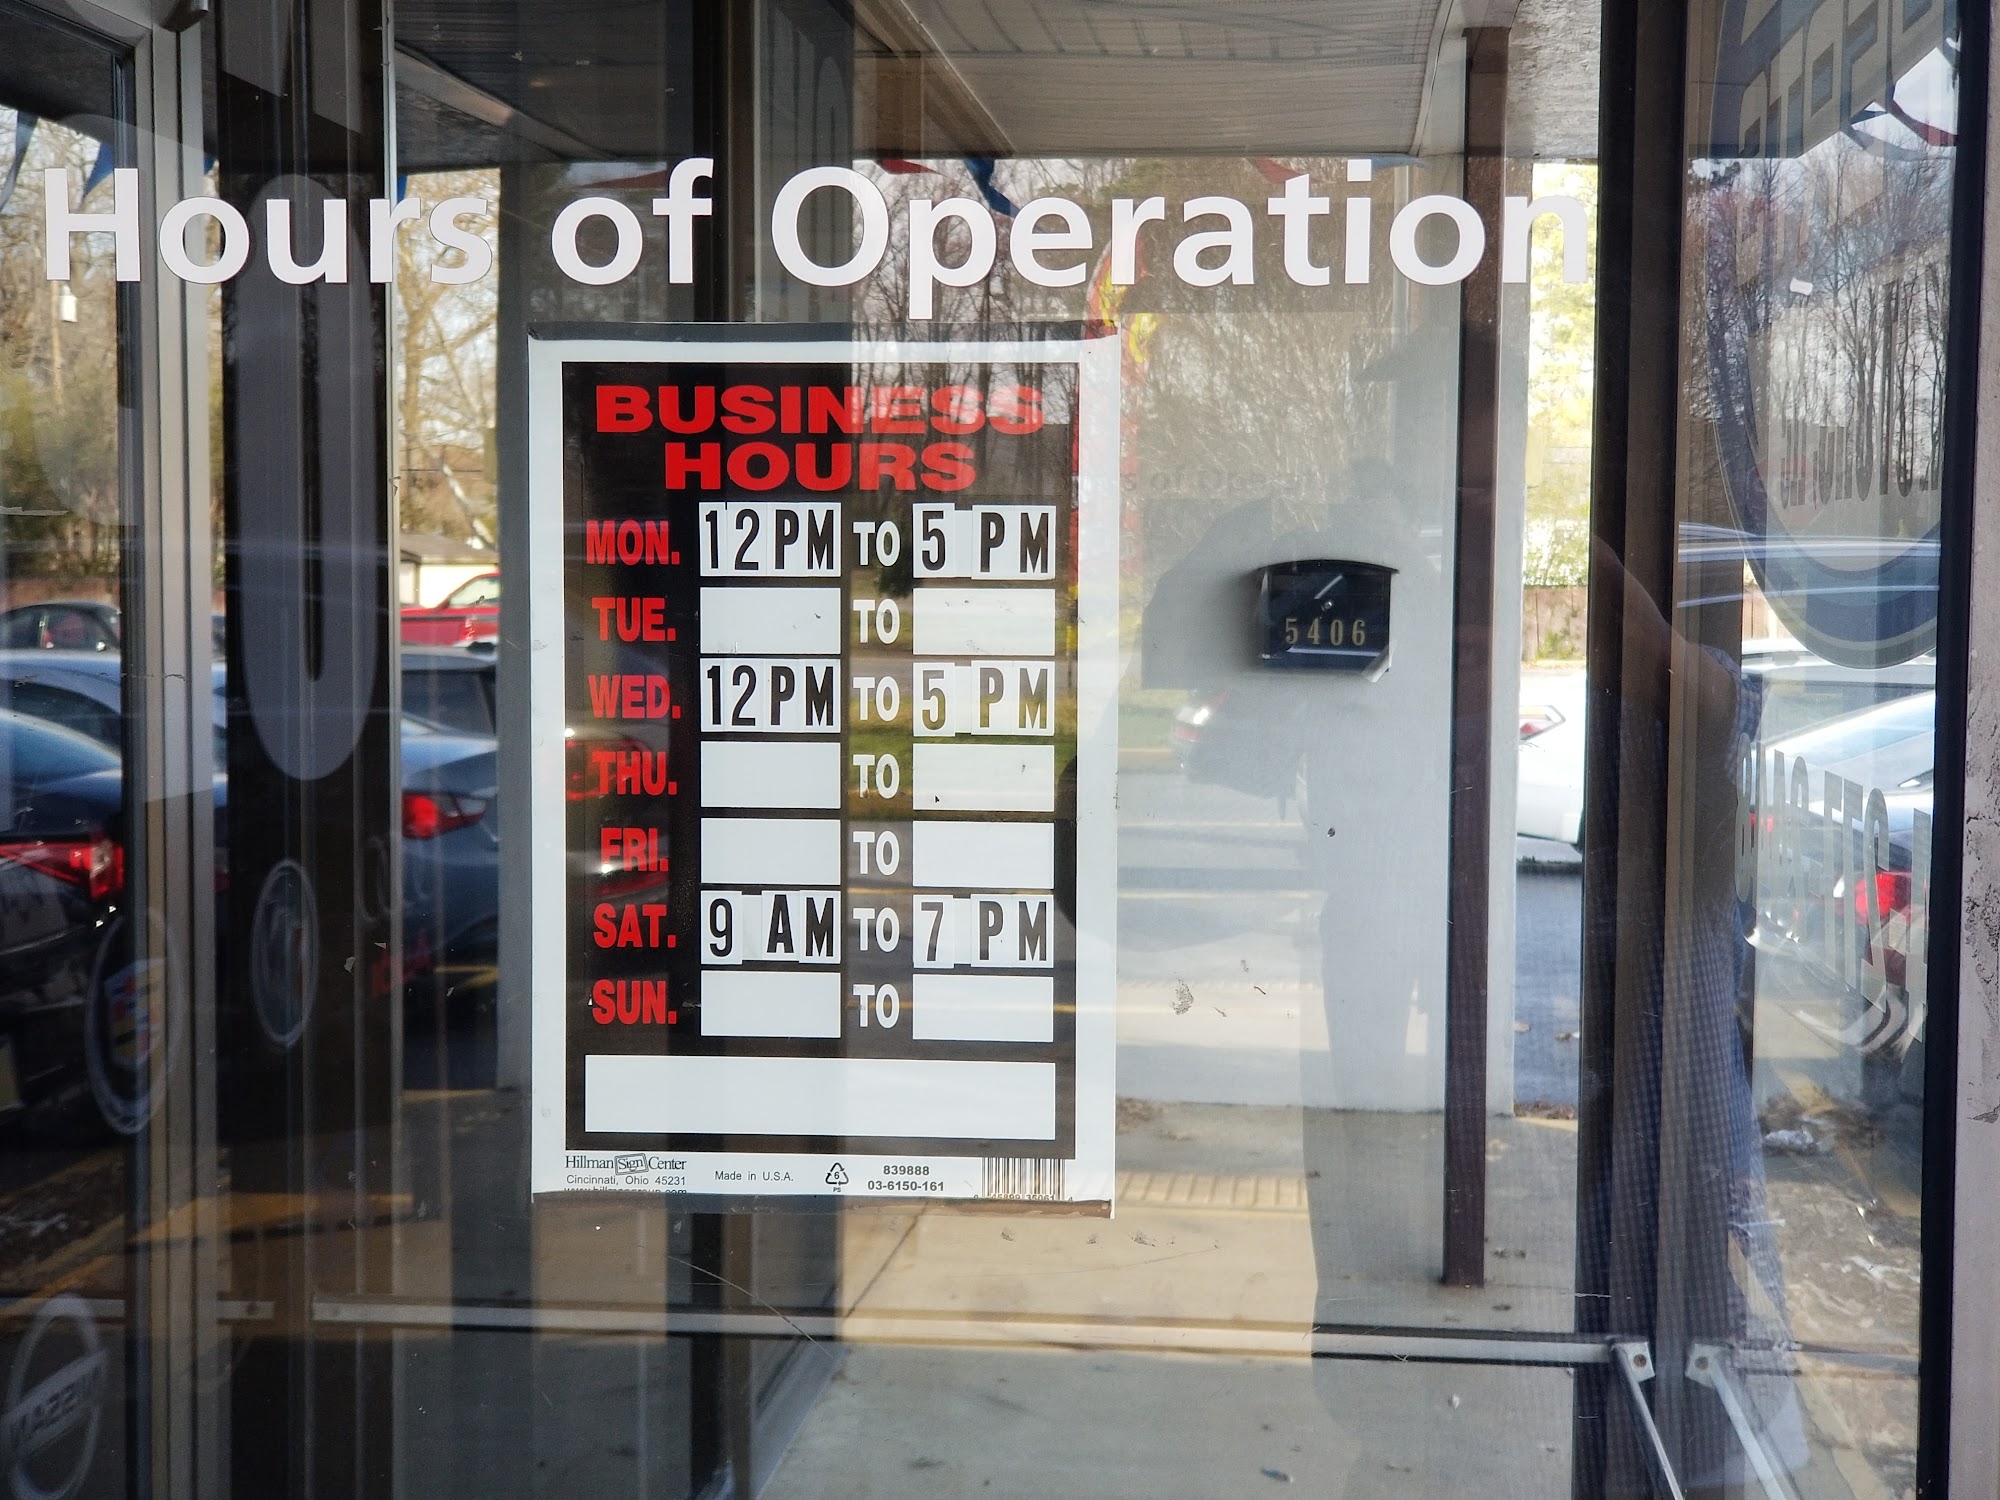 Hours of Operation
BUSINESS
HOURS
MON. 12PM TO 5 PM
TUE. TO
WED. 12PM TO 5 PM
THU. TO
FRI. TO
SAT. 9 AM TO 7 PM
SUN. TO
Hillman Sign Center
Cincinnati, Ohio 45231
Made in U.S.A.
6
PS
839888
03-6150-161
5406